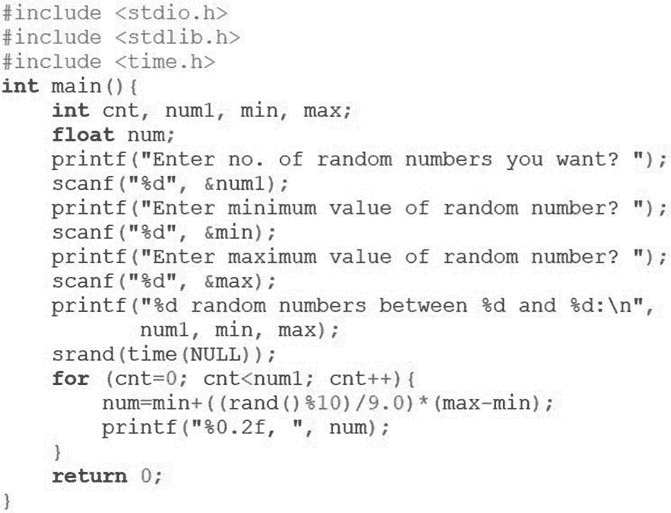 #include <stdio.h>
#include <stdlib.h>
#include <time.h>
int main(){
    int cnt, num1, min, max;
    float num;
    printf("Enter no. of random numbers you want? ");
    scanf("%d", &num1);
    printf("Enter minimum value of random number? ");
    scanf("%d", &min);
    printf("Enter maximum value of random number? ");
    scanf("%d", &max);
    printf("%d random numbers between %d and %d:\n",
           num1, min, max);
    srand(time(NULL));
    for (cnt=0; cnt<num1; cnt++){
        num=min+((rand()%10)/9.0)*(max-min);
        printf("%0.2f, ", num);
    }
    return 0;
}